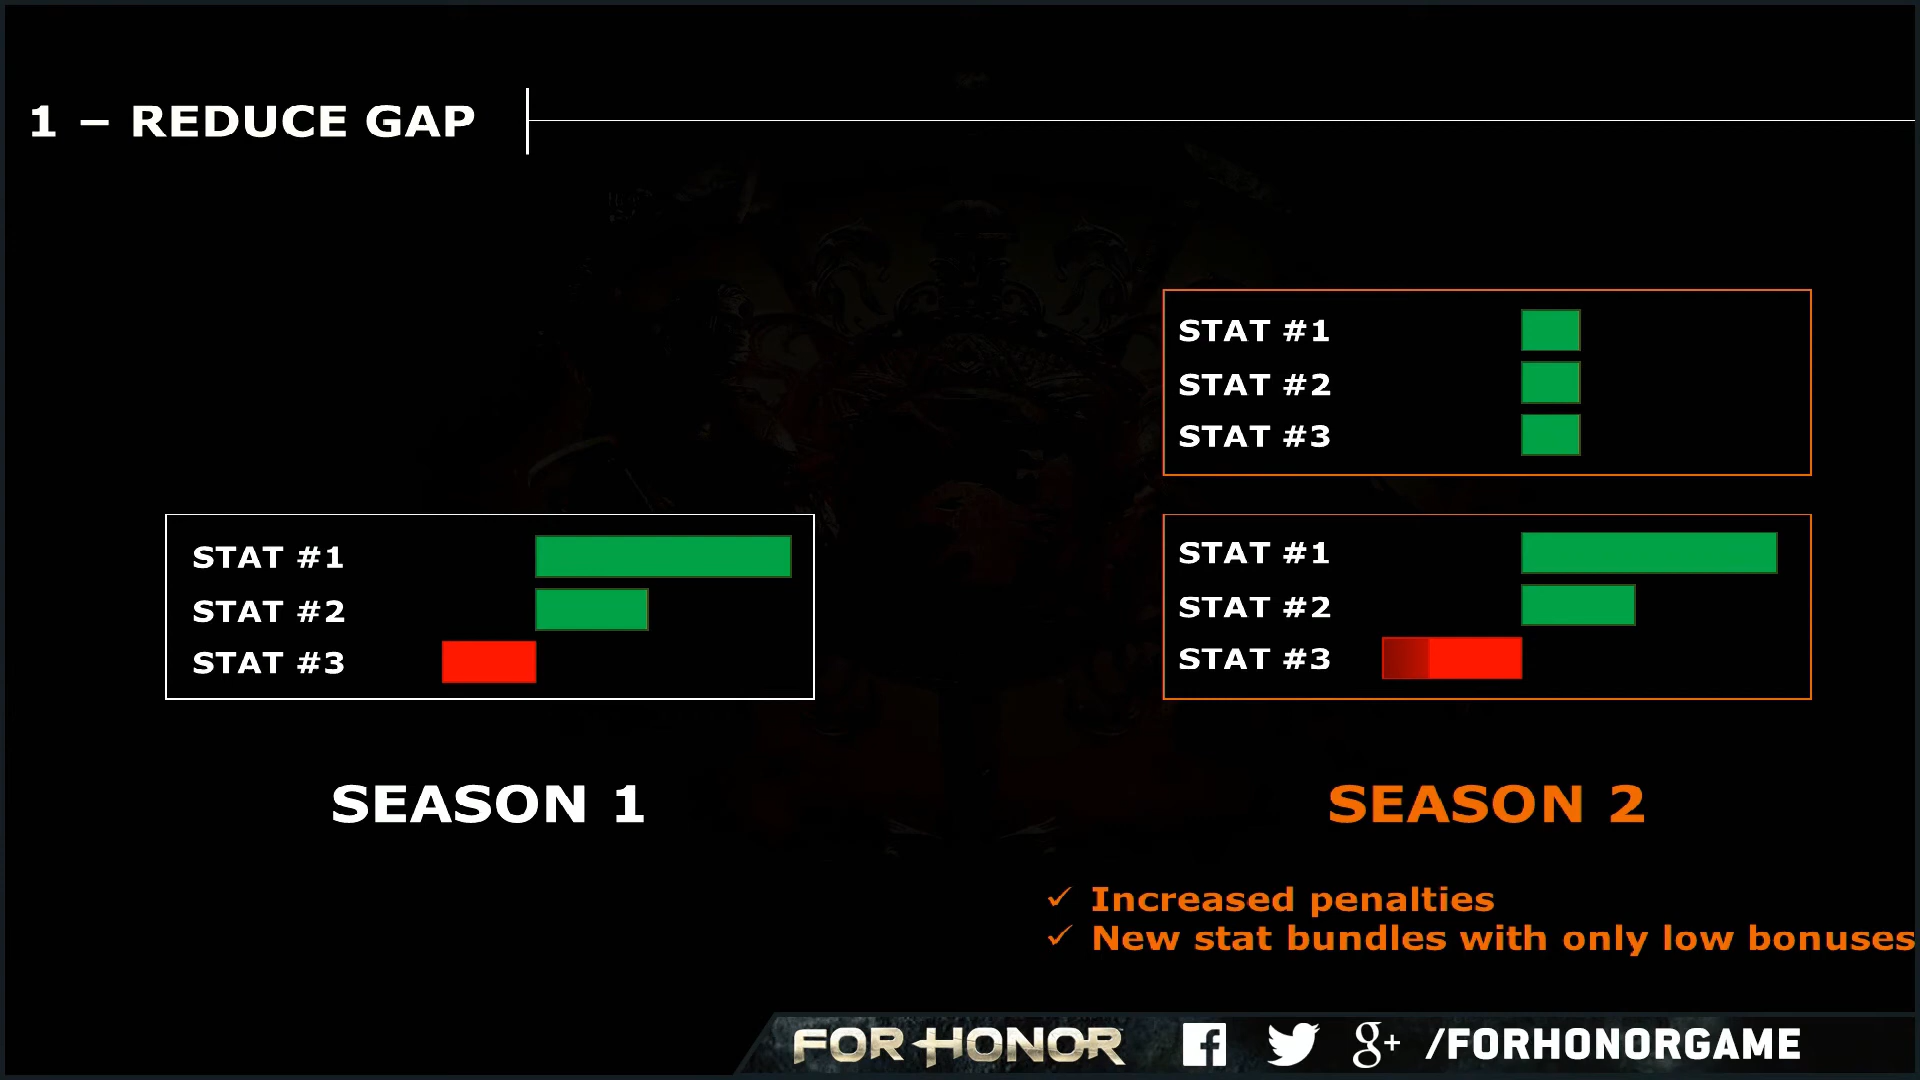 1 – REDUCE GAP
STAT #1
STAT #2
STAT #3
STAT #1
STAT #2
STAT #3
STAT #1
STAT #2
STAT #3
SEASON 1
SEASON 2
✓ Increased penalties
✓ New stat bundles with only low bonuses
FOR HONOR f g+ /FORHONORGAME